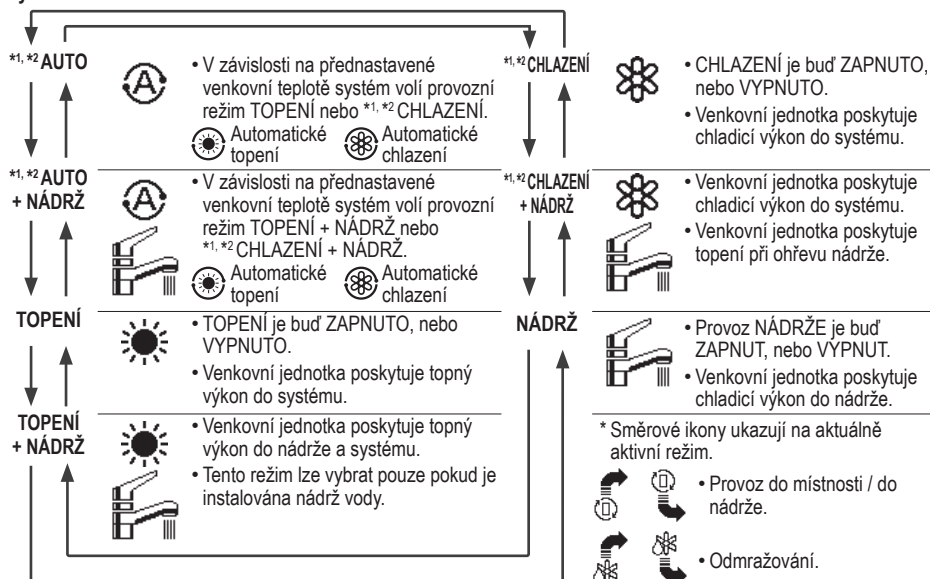 *1, *2 AUTO
• V závislosti na přednastavené
venkovní teplotě systém volí provozní
režim TOPENÍ nebo *1, *2 CHLAZENÍ.
Automatické
topení
Automatické
chlazení
*1, *2 AUTO
+ NÁDRŽ
• V závislosti na přednastavené
venkovní teplotě systém volí provozní
režim TOPENÍ + NÁDRŽ nebo
*1, *2 CHLAZENÍ + NÁDRŽ.
Automatické
topení
Automatické
chlazení
TOPENÍ
• TOPENÍ je buď ZAPNUTO, nebo
VYPNUTO.
• Venkovní jednotka poskytuje topný
výkon do systému.
TOPENÍ
+ NÁDRŽ
• Venkovní jednotka poskytuje topný
výkon do nádrže a systému.
• Tento režim lze vybrat pouze pokud je
instalována nádrž vody.
*1, *2 CHLAZENÍ
• CHLAZENÍ je buď ZAPNUTO,
nebo VYPNUTO.
• Venkovní jednotka poskytuje
chladicí výkon do systému.
*1, *2 CHLAZENÍ
+ NÁDRŽ
• Venkovní jednotka poskytuje
chladicí výkon do systému.
• Venkovní jednotka poskytuje
topení při ohřevu nádrže.
NÁDRŽ
• Provoz NÁDRŽE je buď
ZAPNUT, nebo VYPNUT.
• Venkovní jednotka poskytuje
chladicí výkon do nádrže.
* Směrové ikony ukazují na aktuálně
aktivní režim.
• Provoz do místnosti / do
nádrže.
• Odmražování.